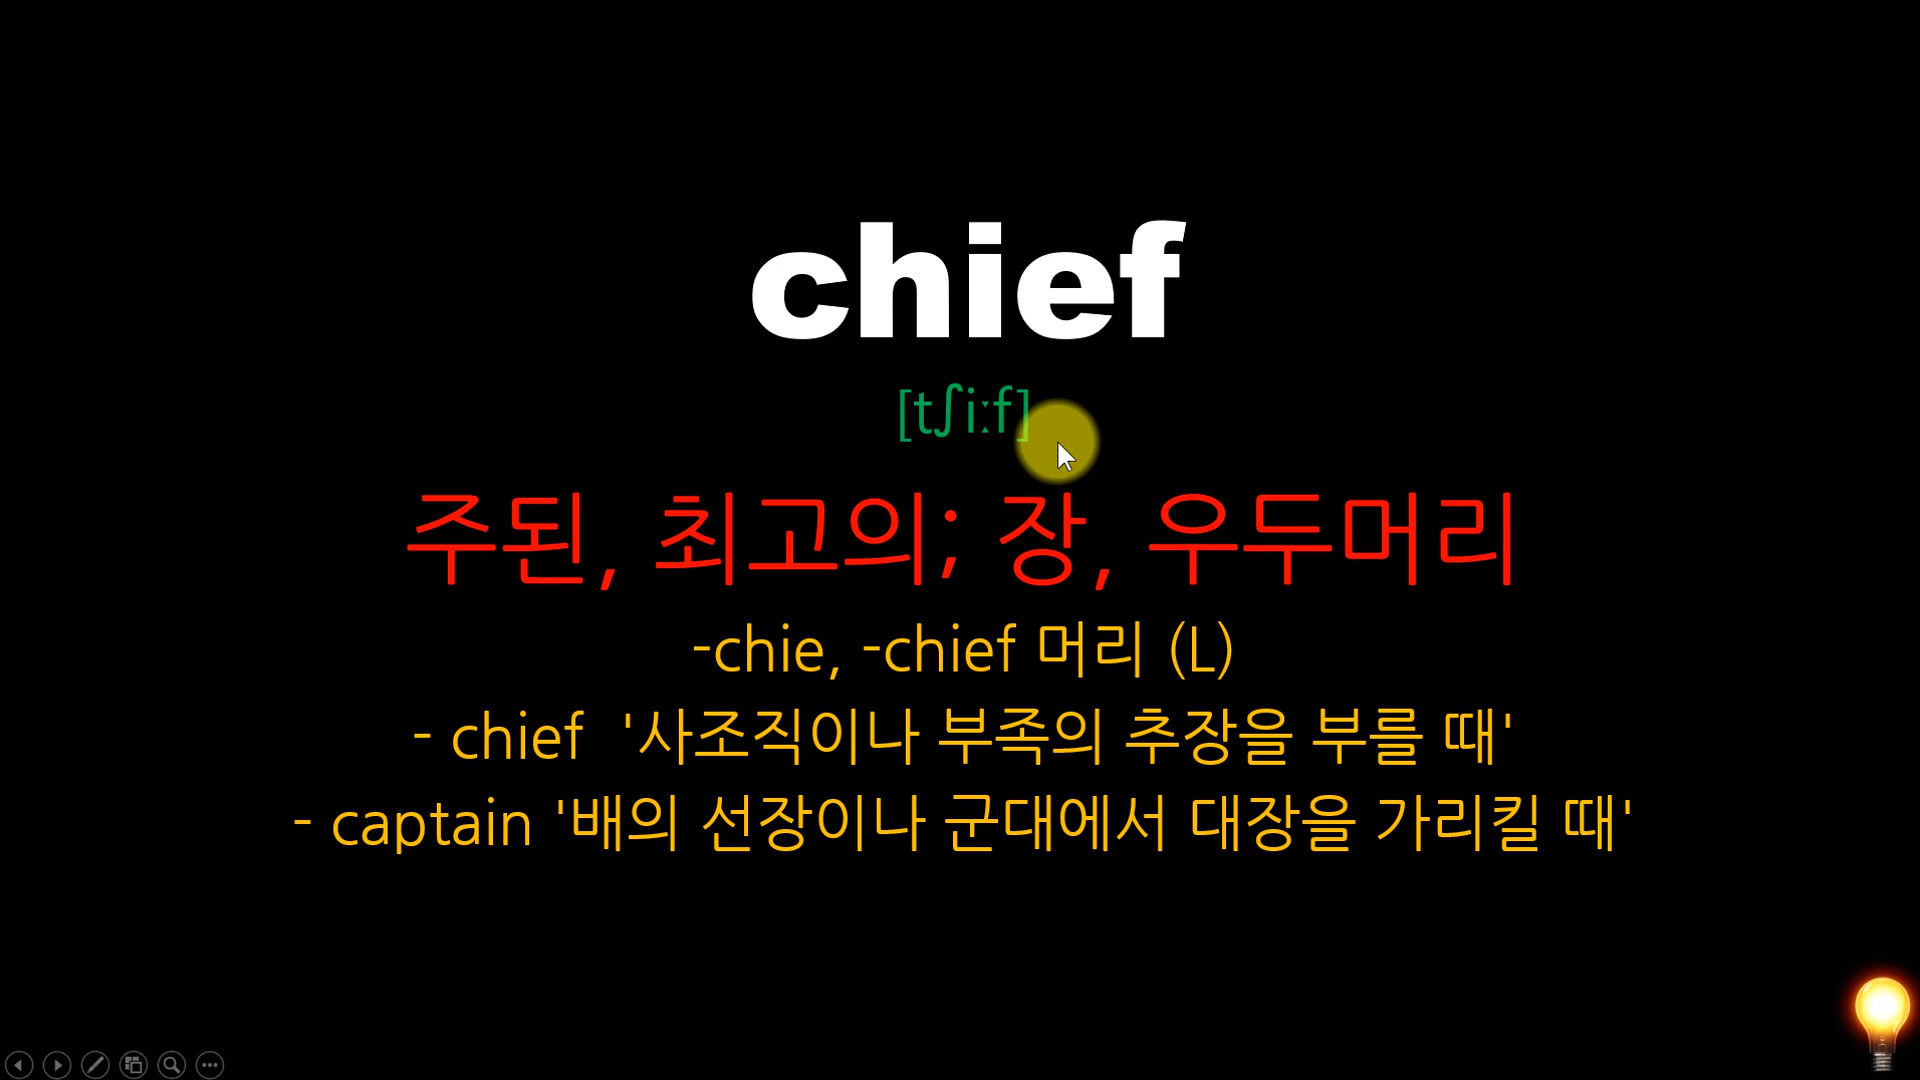 chief
[tʃiːf]
주된, 최고의; 장, 우두머리
-chie, -chief 머리 (L)
- chief '사조직이나 부족의 추장을 부를 때'
- captain '배의 선장이나 군대에서 대장을 가리킬 때'